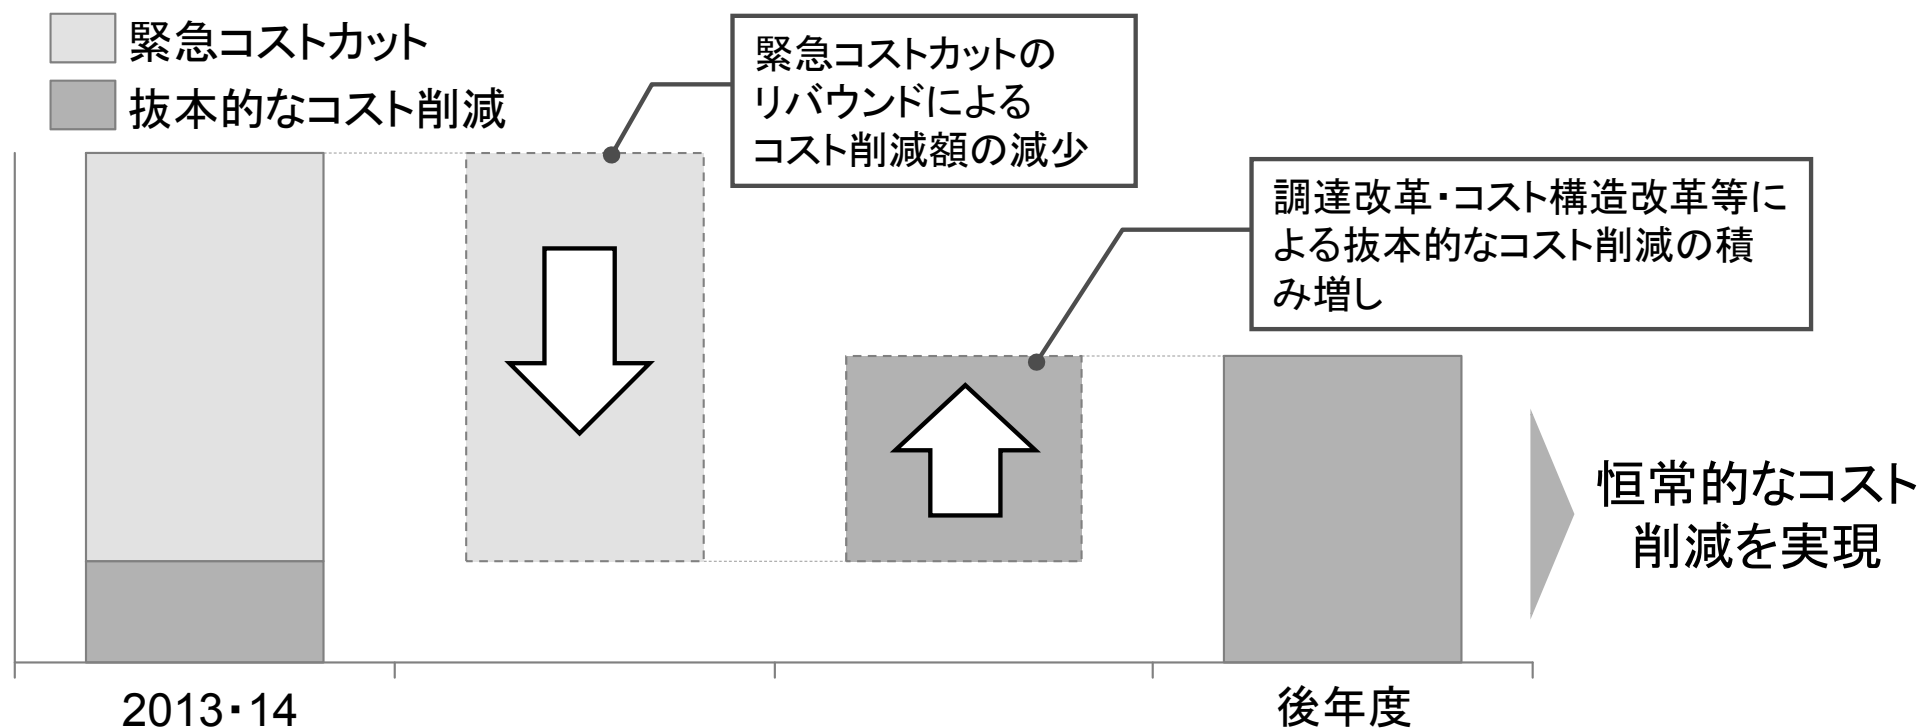 緊急コストカット
抜本的なコスト削減
緊急コストカットの
リバウンドによる
コスト削減額の減少
調達改革・コスト構造改革等に
よる抜本的なコスト削減の積
み増し
恒常的なコスト
削減を実現
2013・14
後年度